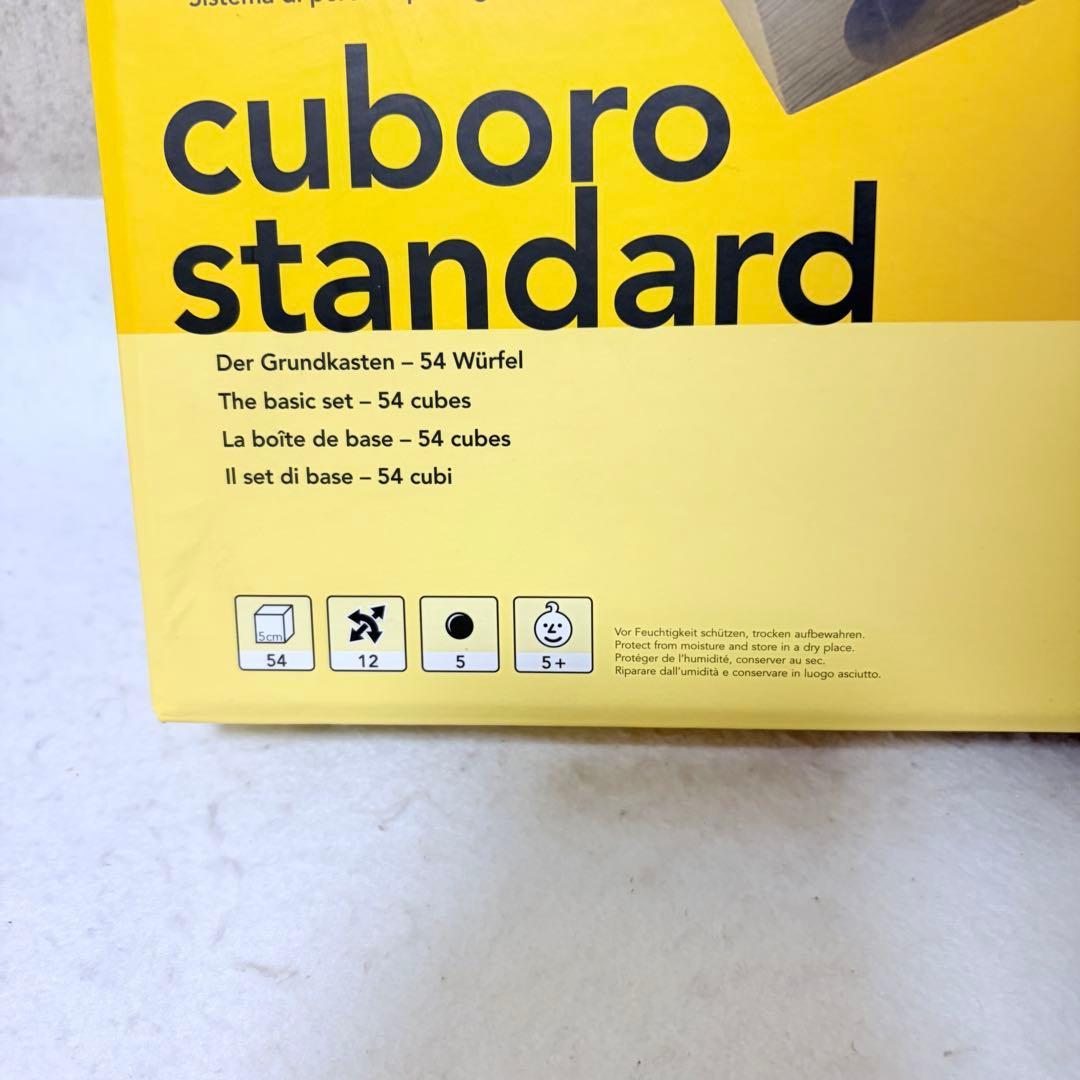 Sistema di
cuboro
standard
Der Grundkasten – 54 Würfel
The basic set – 54 cubes
La boîte de base – 54 cubes
Il set di base – 54 cubi
5cm
54
12
5
5+
Vor Feuchtigkeit schützen, trocken aufbewahren.
Protect from moisture and store in a dry place.
Protéger de l'humidité, conserver au sec.
Riparare dall'umidità e conservare in luogo asciutto.